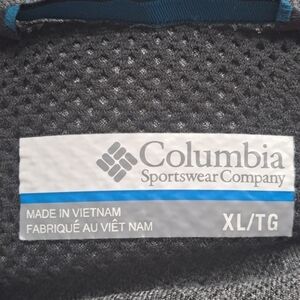 Columbia
Sportswear Company
MADE IN VIETNAM
FABRIQUÉ AU VIÊT NAM
XL/TG